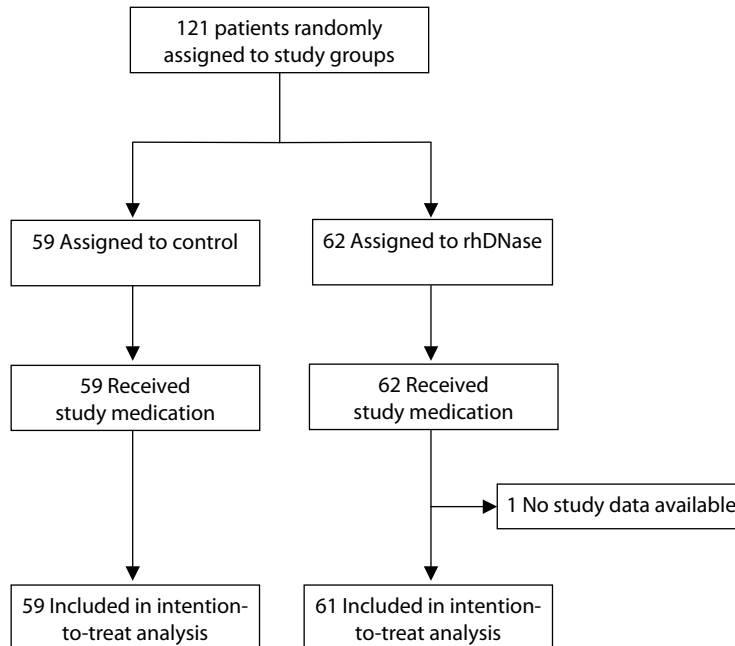 121 patients randomly
assigned to study groups
59 Assigned to control
62 Assigned to rhDNase
59 Received
study medication
62 Received
study medication
1 No study data available
59 Included in intention-
to-treat analysis
61 Included in intention-
to-treat analysis